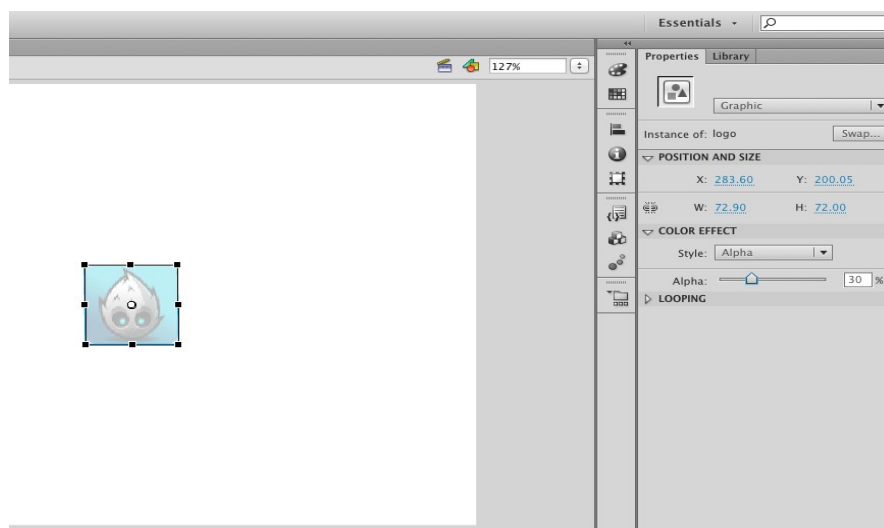 Essentials
127%
Properties Library
Graphic
Instance of: logo Swap...
POSITION AND SIZE
X: 283.60 Y: 200.05
W: 72.90 H: 72.00
COLOR EFFECT
Style: Alpha
Alpha: 30 %
LOOPING